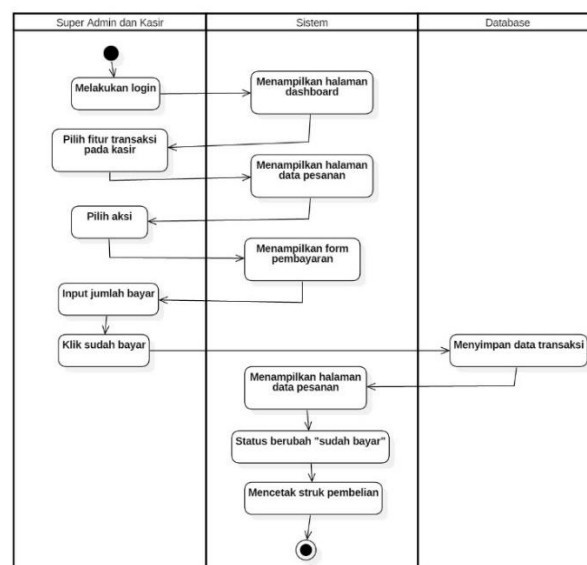 Super Admin dan Kasir
Sistem
Database
Melakukan login
Menampilkan halaman
dashboard
Pilih fitur transaksi
pada kasir
Menampilkan halaman
data pesanan
Pilih aksi
Menampilkan form
pembayaran
Input jumlah bayar
Klik sudah bayar
Menyimpan data transaksi
Menampilkan halaman
data pesanan
Status berubah "sudah bayar"
Mencetak struk pembelian